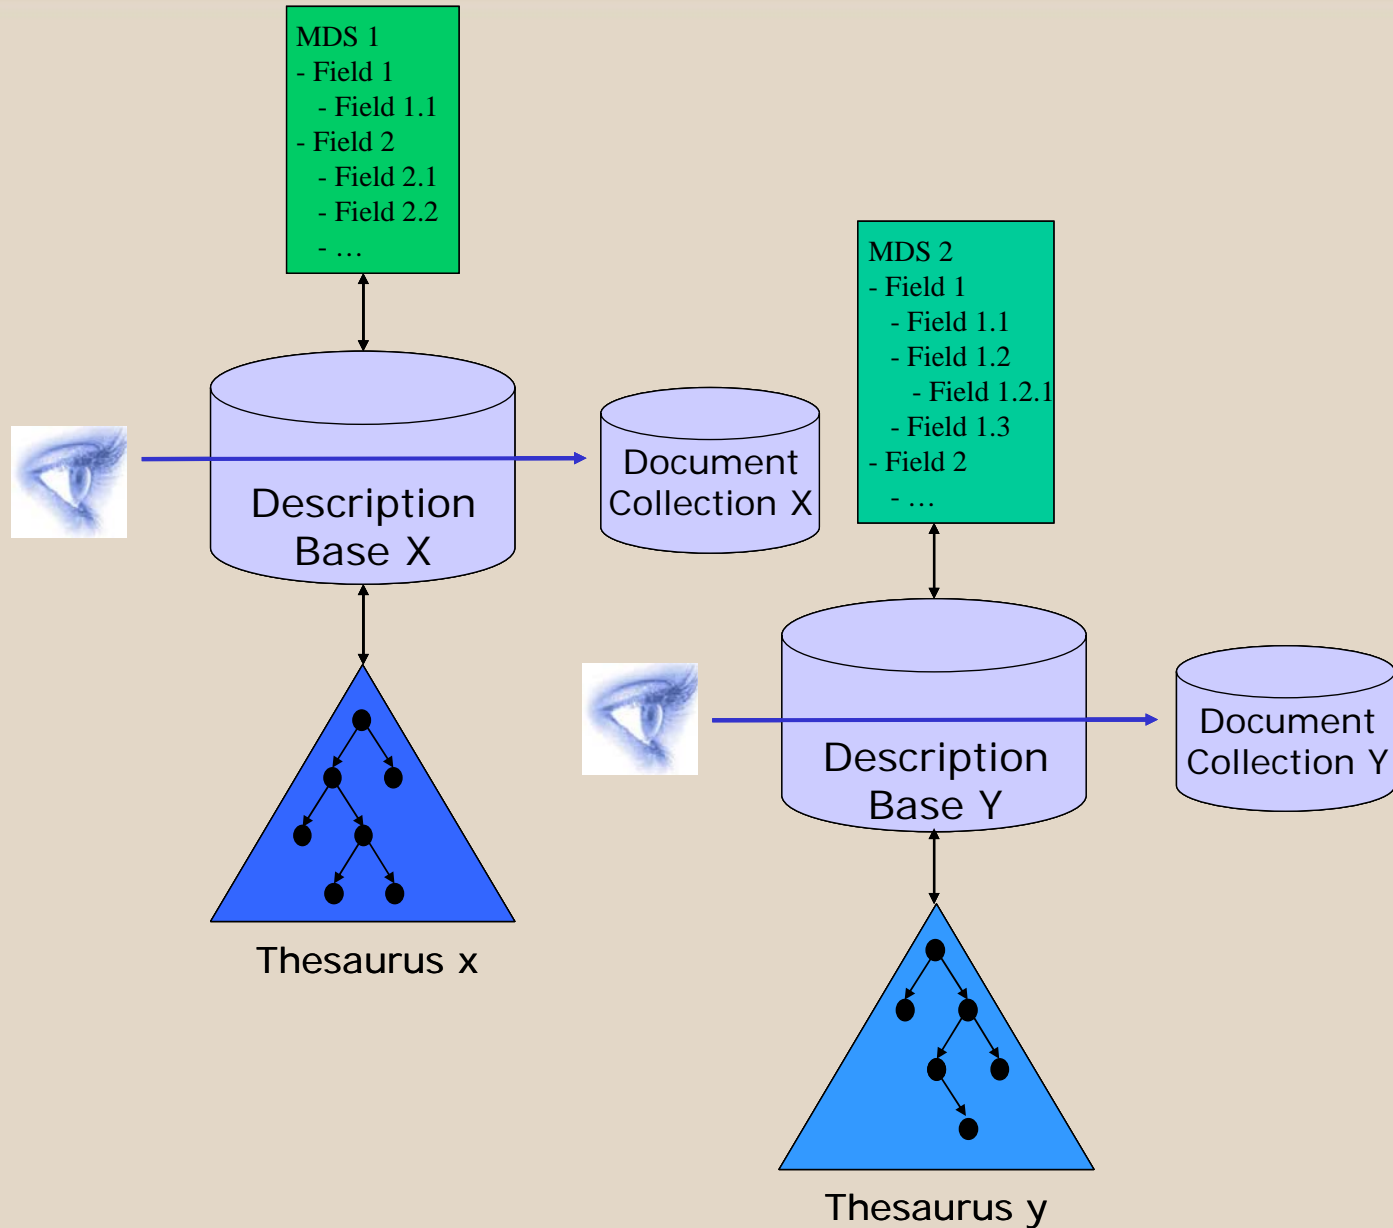 MDS 1
- Field 1
- Field 1.1
- Field 2
- Field 2.1
- Field 2.2
- …
Description
Base X
Document
Collection X
Thesaurus x
MDS 2
- Field 1
- Field 1.1
- Field 1.2
- Field 1.2.1
- Field 1.3
- Field 2
- …
Description
Base Y
Document
Collection Y
Thesaurus y